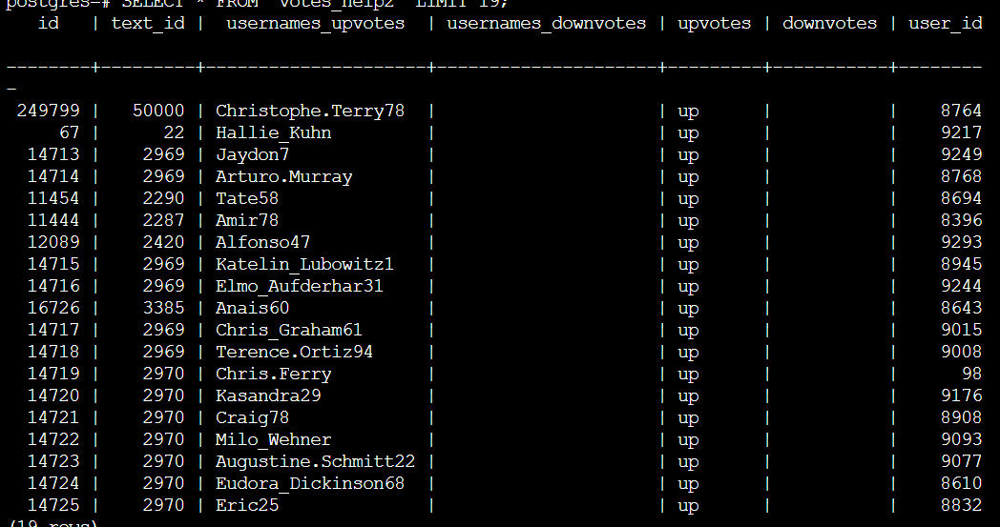 postgres=# SELECT * FROM "votes_help2" LIMIT 19;
id | text_id | usernames_upvotes | usernames_downvotes | upvotes | downvotes | user_id
--------+---------+----------------------+----------------------+---------+-----------+--------
-
249799 | 50000 | Christophe.Terry78 | | up | | 8764
67 | 22 | Hallie_Kuhn | | up | | 9217
14713 | 2969 | Jaydon7 | | up | | 9249
14714 | 2969 | Arturo.Murray | | up | | 8768
11454 | 2290 | Tate58 | | up | | 8694
11444 | 2287 | Amir78 | | up | | 8396
12089 | 2420 | Alfonso47 | | up | | 9293
14715 | 2969 | Katelin_Lubowitz1 | | up | | 8945
14716 | 2969 | Elmo_Aufderhar31 | | up | | 9244
16726 | 3385 | Anais60 | | up | | 8643
14717 | 2969 | Chris_Graham61 | | up | | 9015
14718 | 2969 | Terence.Ortiz94 | | up | | 9008
14719 | 2970 | Chris.Ferry | | up | | 98
14720 | 2970 | Kasandra29 | | up | | 9176
14721 | 2970 | Craig78 | | up | | 8908
14722 | 2970 | Milo_Wehner | | up | | 9093
14723 | 2970 | Augustine.Schmitt22 | | up | | 9077
14724 | 2970 | Eudora_Dickinson68 | | up | | 8610
14725 | 2970 | Eric25 | | up | | 8832
(19 rows)